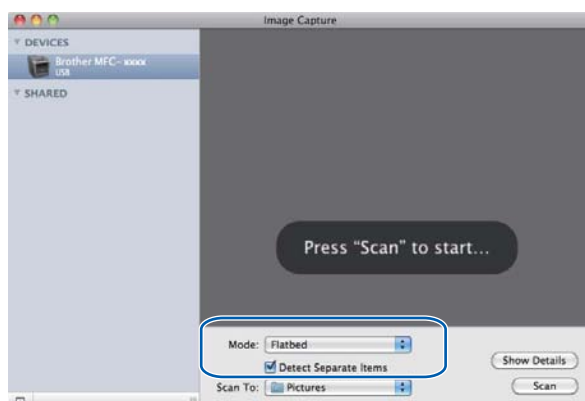 Image Capture
DEVICES
Brother MFC- xxxx
USB
SHARED
Press "Scan" to start...
Mode: Flatbed
Detect Separate Items
Show Details
Scan To: Pictures
Scan